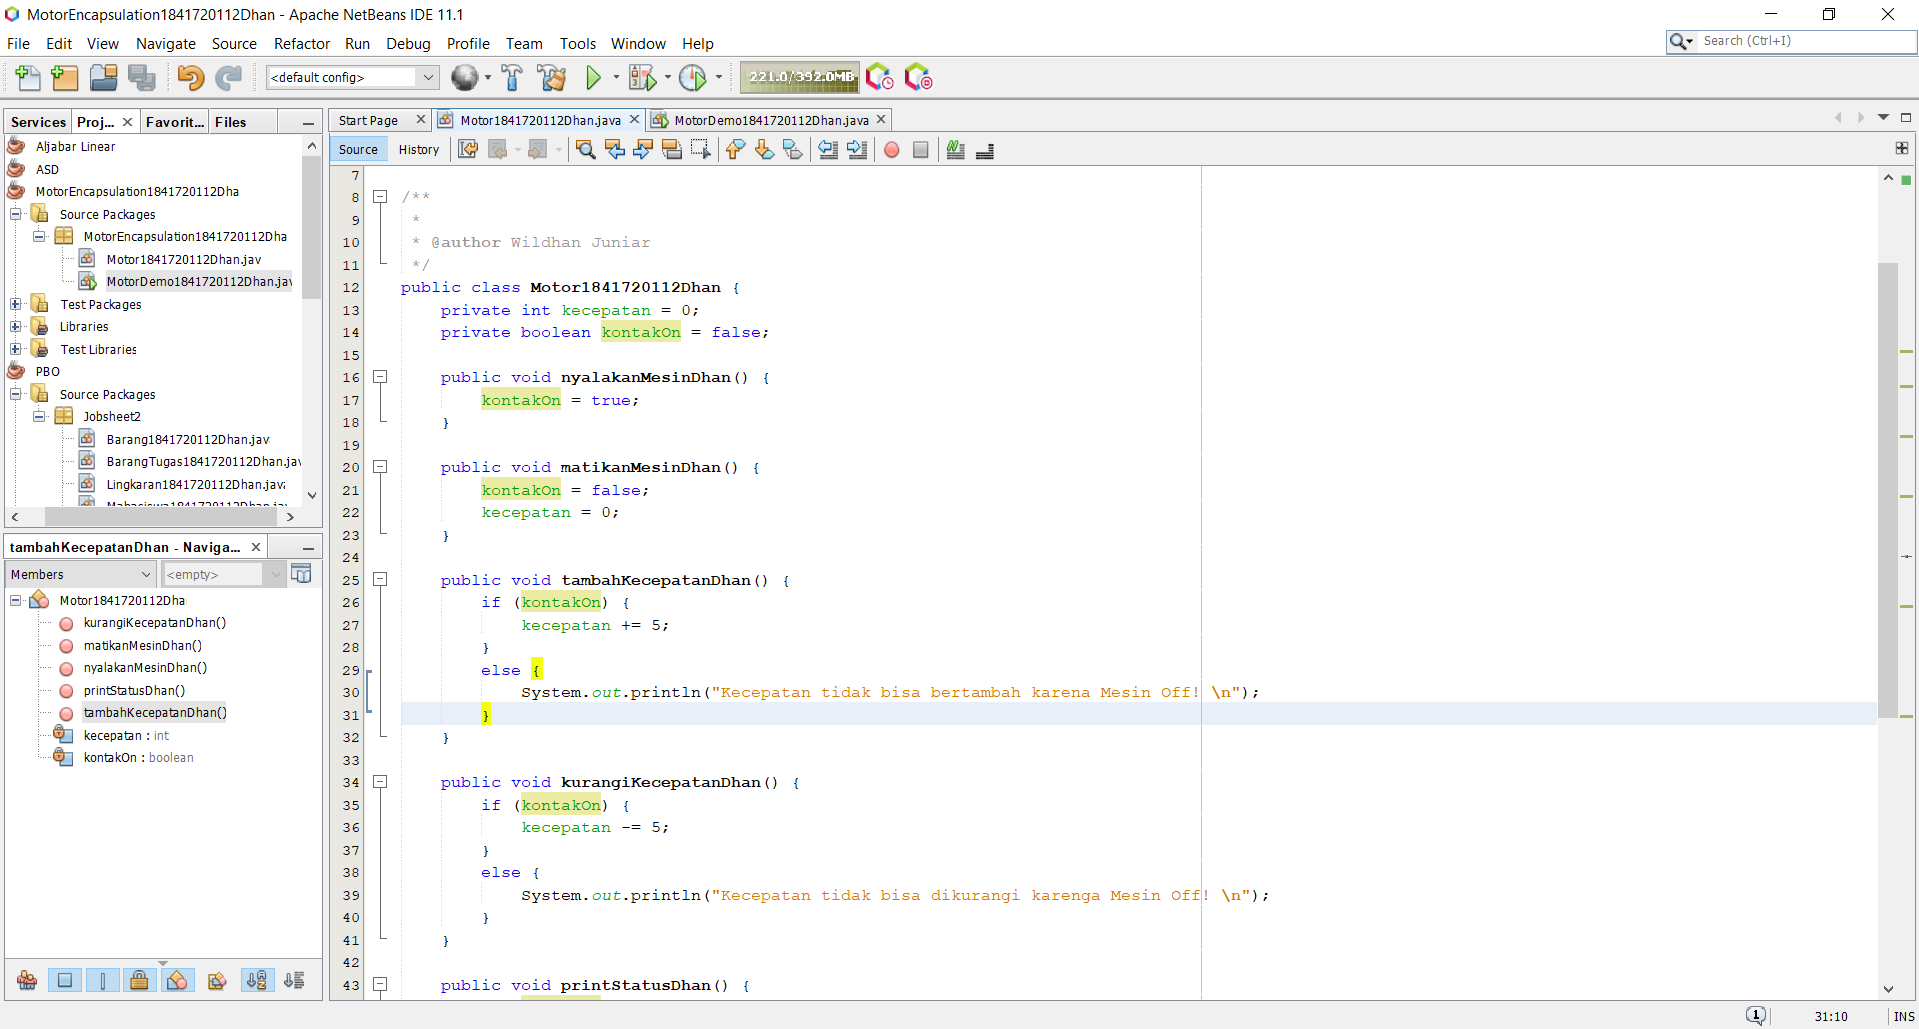 MotorEncapsulation1841720112Dhan - Apache NetBeans IDE 11.1
File Edit View Navigate Source Refactor Run Debug Profile Team Tools Window Help
Search (Ctrl+I)
<default config>
221.0/392.0MB
Services Proj... Favorit... Files
Aljabar Linear
ASD
MotorEncapsulation1841720112Dha
Source Packages
MotorEncapsulation1841720112Dha
Motor1841720112Dhan.jav
MotorDemo1841720112Dhan.jav
Test Packages
Libraries
Test Libraries
PBO
Source Packages
Jobsheet2
Barang1841720112Dhan.jav
BarangTugas1841720112Dhan.jav
Lingkaran1841720112Dhan.java
tambahKecepatanDhan - Naviga...
Members <empty>
Motor1841720112Dha
kurangiKecepatanDhan()
matikanMesinDhan()
nyalakanMesinDhan()
printStatusDhan()
tambahKecepatanDhan()
kecepatan : int
kontakOn : boolean
Start Page Motor1841720112Dhan.java MotorDemo1841720112Dhan.java
Source History
7
8 /**
9 *
10 * @author Wildhan Juniar
11 */
12 public class Motor1841720112Dhan {
13 private int kecepatan = 0;
14 private boolean kontakOn = false;
15
16 public void nyalakanMesinDhan() {
17 kontakOn = true;
18 }
19
20 public void matikanMesinDhan() {
21 kontakOn = false;
22 kecepatan = 0;
23 }
24
25 public void tambahKecepatanDhan() {
26 if (kontakOn) {
27 kecepatan += 5;
28 }
29 else {
30 System.out.println("Kecepatan tidak bisa bertambah karena Mesin Off! \n");
31 }
32 }
33
34 public void kurangiKecepatanDhan() {
35 if (kontakOn) {
36 kecepatan -= 5;
37 }
38 else {
39 System.out.println("Kecepatan tidak bisa dikurangi karenga Mesin Off! \n");
40 }
41 }
42
43 public void printStatusDhan() {
1 31:10 INS